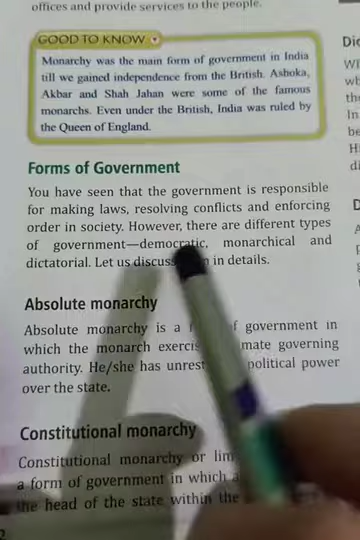 offices and provide services to the people.
GOOD TO KNOW
Monarchy was the main form of government in India
till we gained independence from the British. Ashoka,
Akbar and Shah Jahan were some of the famous
monarchs. Even under the British, India was ruled by
the Queen of England.
Forms of Government
You have seen that the government is responsible
for making laws, resolving conflicts and enforcing
order in society. However, there are different types
of government—democratic, monarchical and
dictatorial. Let us discuss in details.
Absolute monarchy
Absolute monarchy is a government in
which the monarch governing
authority. He/she has political power
over the state.
Constitutional monarchy
Constitutional monarchy or
a form of government in which
the head of the state within the